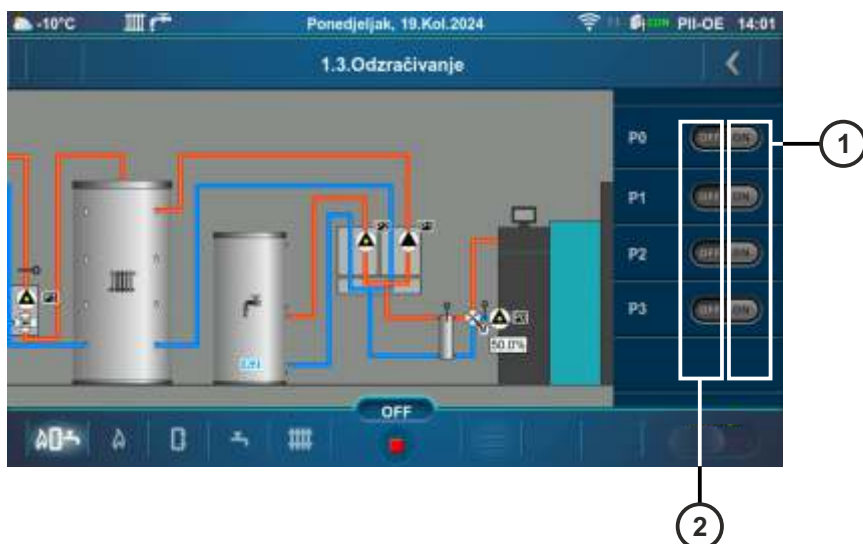 -10°C Ponedjeljak, 19.Kol.2024 PII-OE 14:01
1.3.Odzračivanje
P0 OFF ON
P1 OFF ON
P2 OFF ON
P3 OFF ON
50.0%
OFF
1
2